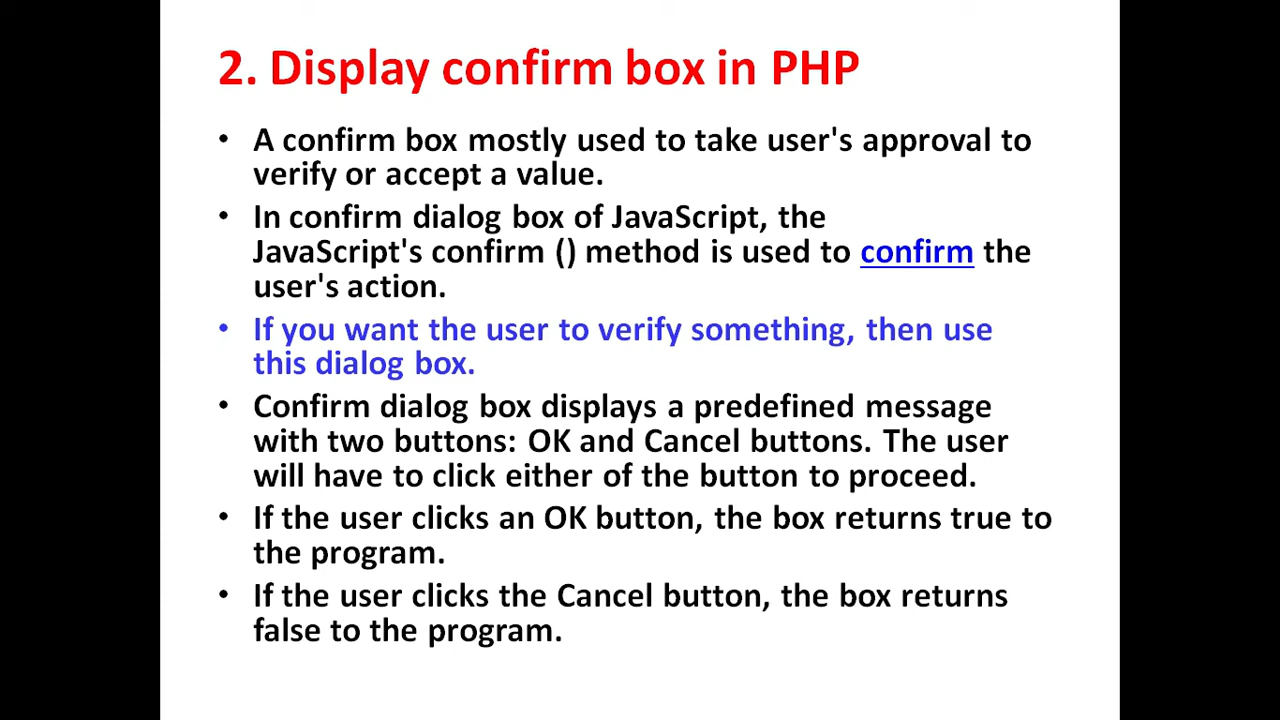 2. Display confirm box in PHP
• A confirm box mostly used to take user's approval to
verify or accept a value.
• In confirm dialog box of JavaScript, the
JavaScript's confirm () method is used to confirm the
user's action.
• If you want the user to verify something, then use
this dialog box.
• Confirm dialog box displays a predefined message
with two buttons: OK and Cancel buttons. The user
will have to click either of the button to proceed.
• If the user clicks an OK button, the box returns true to
the program.
• If the user clicks the Cancel button, the box returns
false to the program.